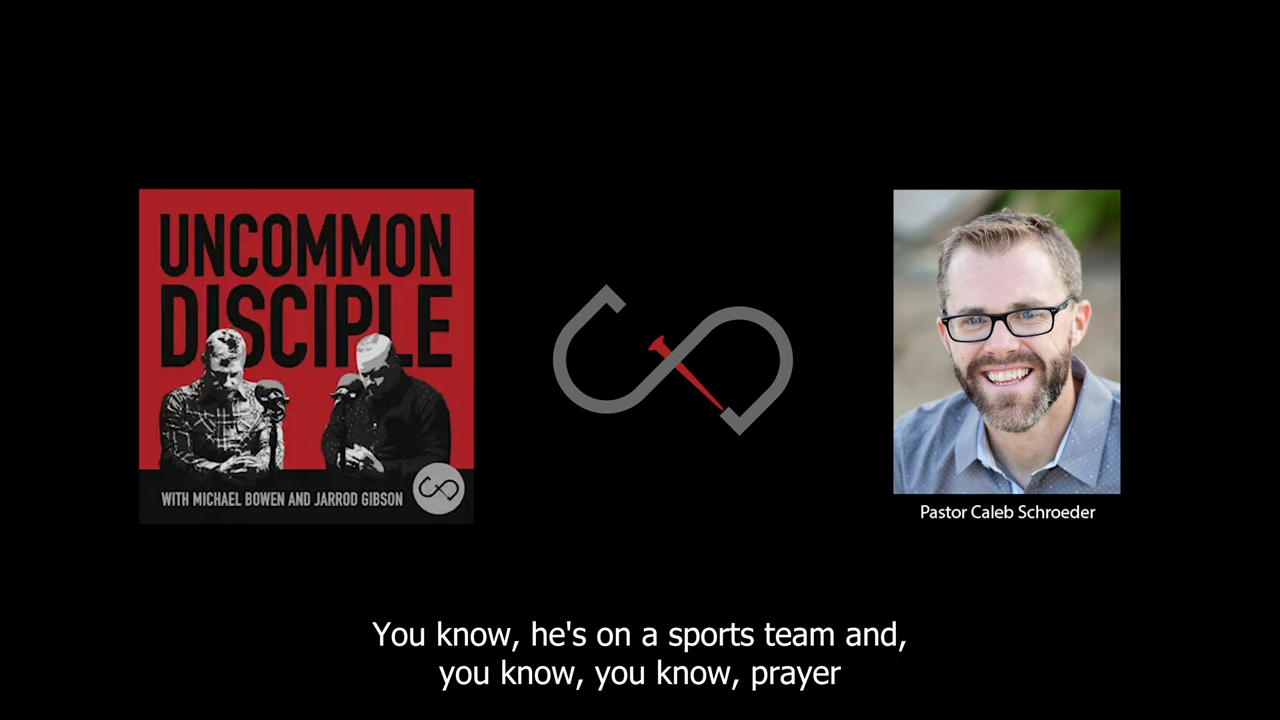 UNCOMMON
DISCIPLE
WITH MICHAEL BOWEN AND JARROD GIBSON
Pastor Caleb Schroeder
You know, he's on a sports team and,
you know, you know, prayer